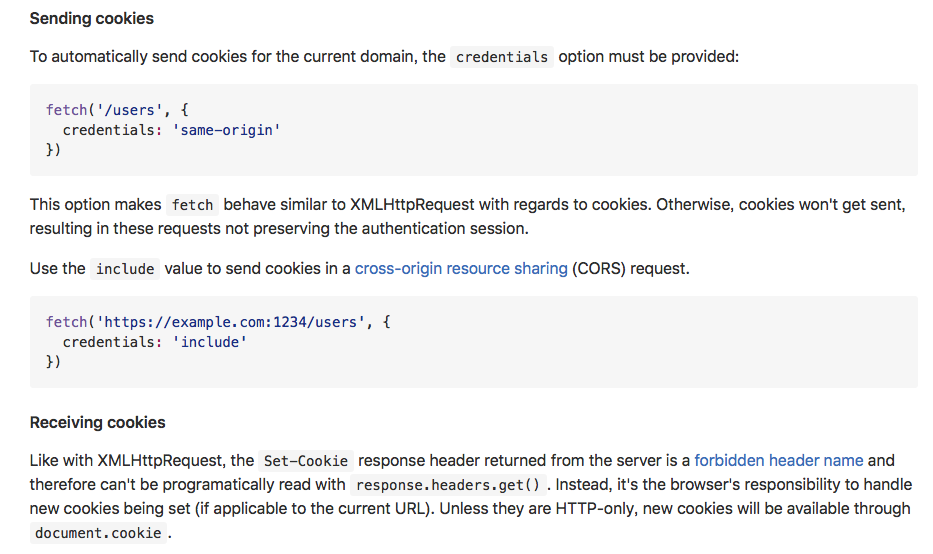 Sending cookies
To automatically send cookies for the current domain, the credentials option must be provided:
fetch('/users', {
  credentials: 'same-origin'
})
This option makes fetch behave similar to XMLHttpRequest with regards to cookies. Otherwise, cookies won't get sent,
resulting in these requests not preserving the authentication session.
Use the include value to send cookies in a cross-origin resource sharing (CORS) request.
fetch('https://example.com:1234/users', {
  credentials: 'include'
})
Receiving cookies
Like with XMLHttpRequest, the Set-Cookie response header returned from the server is a forbidden header name and
therefore can't be programatically read with response.headers.get() . Instead, it's the browser's responsibility to handle
new cookies being set (if applicable to the current URL). Unless they are HTTP-only, new cookies will be available through
document.cookie .